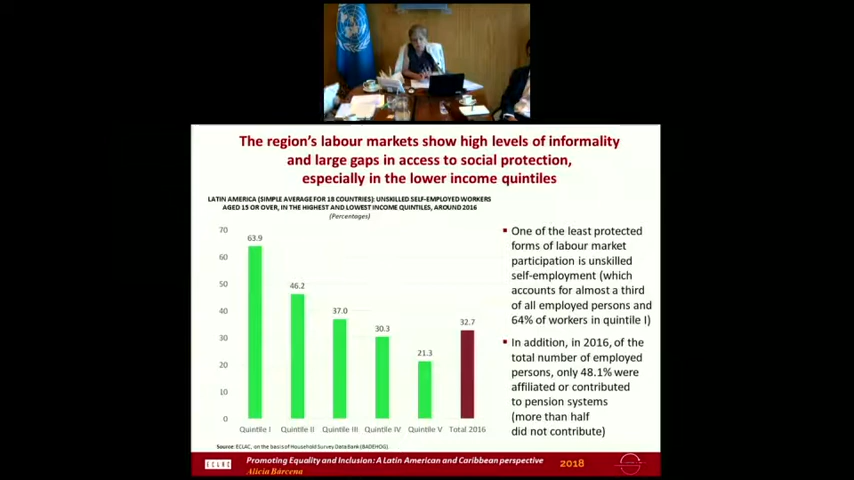 The region's labour markets show high levels of informality
and large gaps in access to social protection,
especially in the lower income quintiles
LATIN AMERICA (SIMPLE AVERAGE FOR 18 COUNTRIES): UNSKILLED SELF-EMPLOYED WORKERS
AGED 15 OR OVER, IN THE HIGHEST AND LOWEST INCOME QUINTILES, AROUND 2016
(Percentages)
70
60
50
40
30
20
10
0
63.9
46.2
37.0
30.3
21.3
32.7
Quintile I
Quintile II
Quintile III
Quintile IV
Quintile V
Total 2016
▪ One of the least protected
forms of labour market
participation is unskilled
self-employment (which
accounts for almost a third
of all employed persons and
64% of workers in quintile I)
▪ In addition, in 2016, of the
total number of employed
persons, only 48.1% were
affiliated or contributed
to pension systems
(more than half
did not contribute)
Source: ECLAC, on the basis of Household Survey Data Bank (BADEHOG)
ECLAC
Promoting Equality and Inclusion: A Latin American and Caribbean perspective
Alicia Bárcena
2018